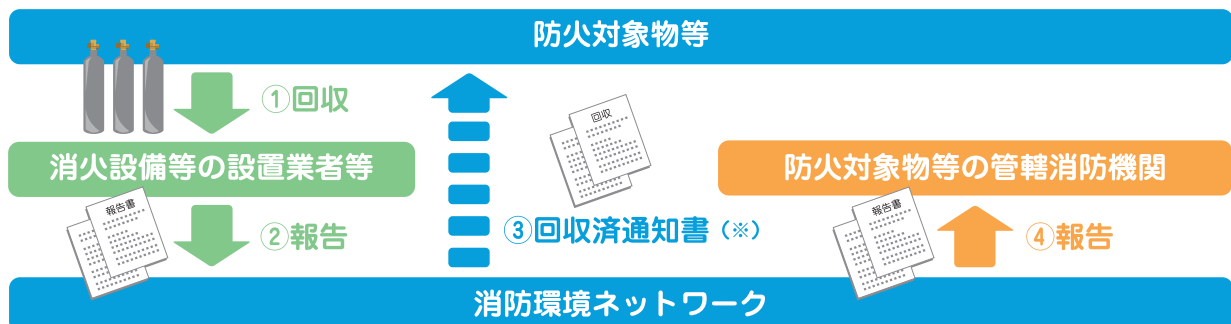 防火対象物等
①回収
回収
消火設備等の設置業者等
防火対象物等の管轄消防機関
報告書
②報告
③回収済通知書（※）
報告書
④報告
消防環境ネットワーク